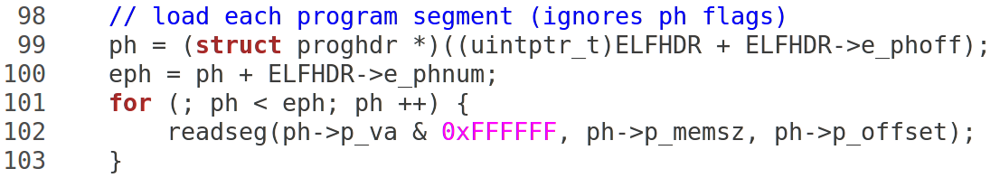 98    // load each program segment (ignores ph flags)
99    ph = (struct proghdr *)((uintptr_t)ELFHDR + ELFHDR->e_phoff);
100    eph = ph + ELFHDR->e_phnum;
101    for (; ph < eph; ph ++) {
102        readseg(ph->p_va & 0xFFFFFF, ph->p_memsz, ph->p_offset);
103    }